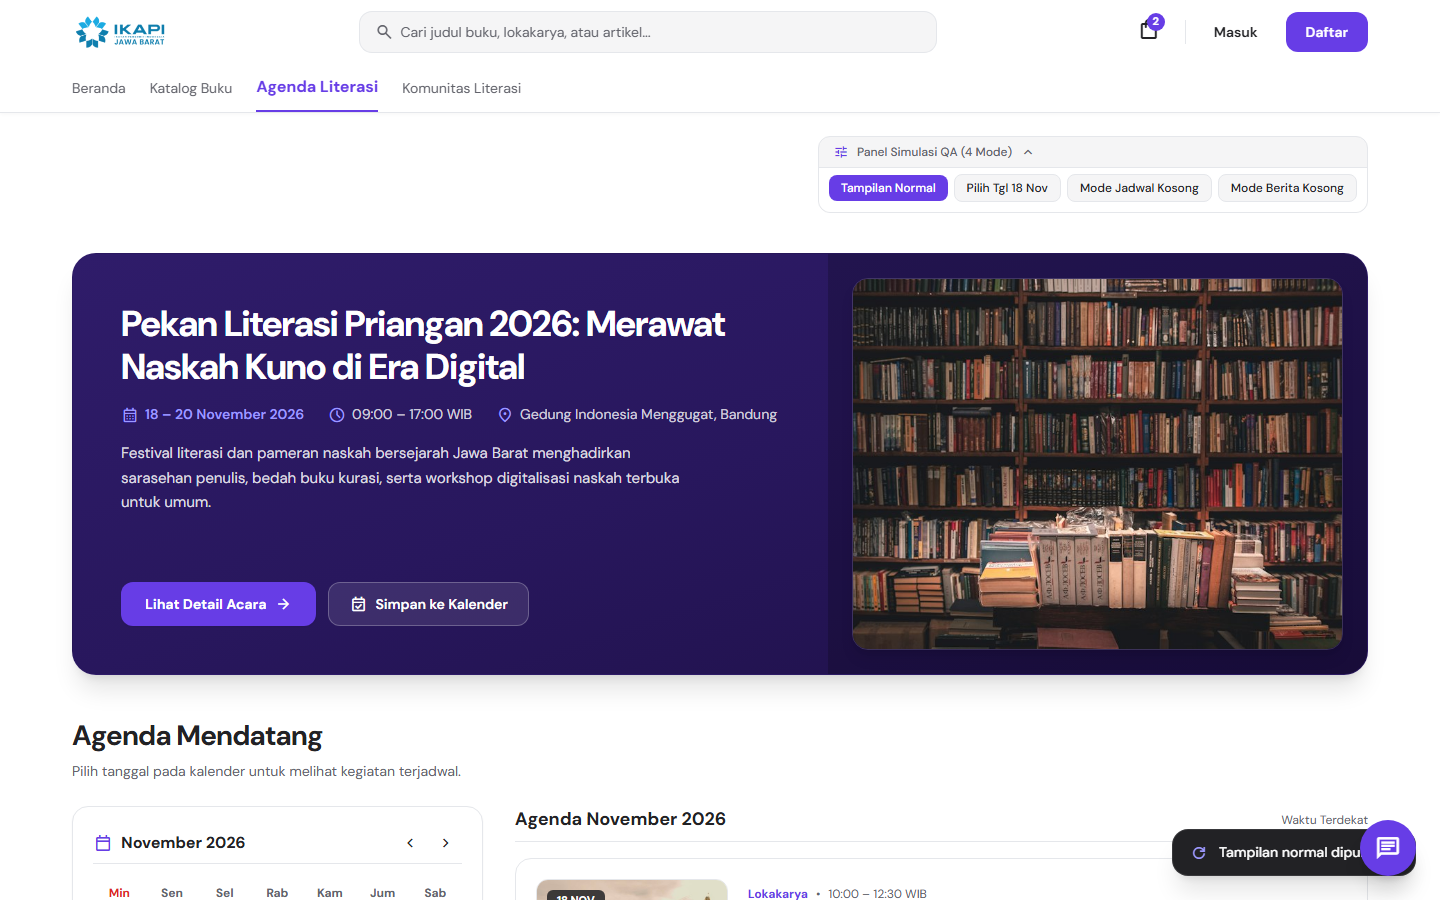 IKAPI
JAWA BARAT
Cari judul buku, lokakarya, atau artikel...
2
Masuk
Daftar
Beranda
Katalog Buku
Agenda Literasi
Komunitas Literasi
Panel Simulasi QA (4 Mode)
Tampilan Normal
Pilih Tgl 18 Nov
Mode Jadwal Kosong
Mode Berita Kosong
Pekan Literasi Priangan 2026: Merawat
Naskah Kuno di Era Digital
18 – 20 November 2026
09:00 – 17:00 WIB
Gedung Indonesia Menggugat, Bandung
Festival literasi dan pameran naskah bersejarah Jawa Barat menghadirkan
sarasehan penulis, bedah buku kurasi, serta workshop digitalisasi naskah terbuka
untuk umum.
Lihat Detail Acara
Simpan ke Kalender
Agenda Mendatang
Pilih tanggal pada kalender untuk melihat kegiatan terjadwal.
November 2026
Min Sen Sel Rab Kam Jum Sab
Agenda November 2026
Waktu Terdekat
18 NOV
Lokakarya • 10:00 – 12:30 WIB
Tampilan normal dipu